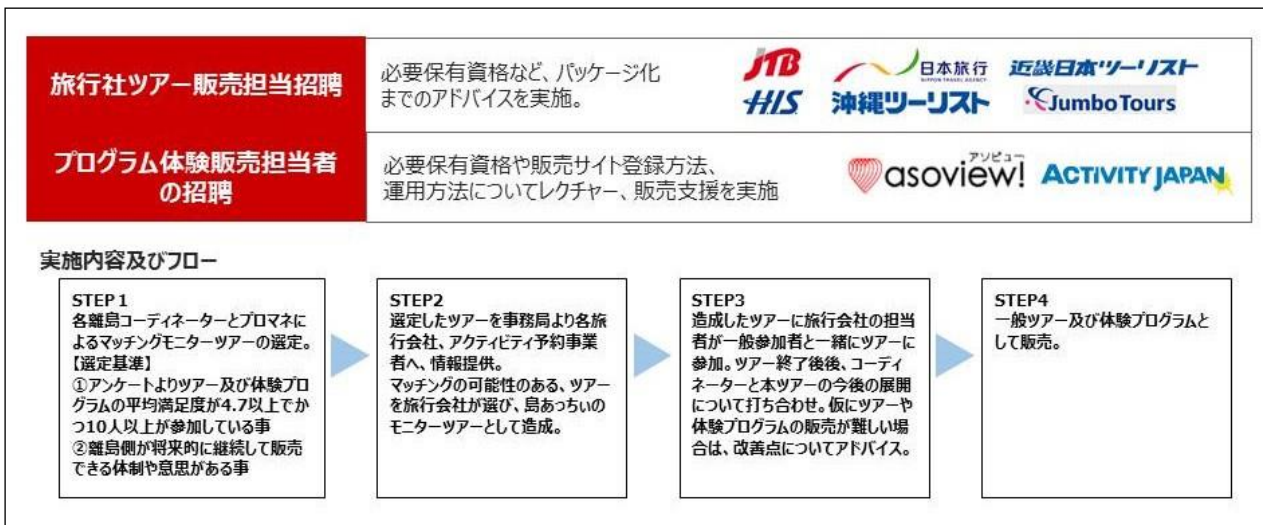 旅行社ツアー販売担当招聘
必要保有資格など、パッケージ化
までのアドバイスを実施。
JTB
日本旅行
NIPPON TRAVEL AGENCY
近畿日本ツーリスト
H.I.S.
沖縄ツーリスト
Jumbo Tours
プログラム体験販売担当者
の招聘
必要保有資格や販売サイト登録方法、
運用方法についてレクチャー、販売支援を実施
アソビュー
asoview!
ACTIVITY JAPAN
実施内容及びフロー
STEP1
各離島コーディネーターとプロマネに
よるマッチングモニターツアーの選定。
【選定基準】
①アンケートよりツアー及び体験プロ
グラムの平均満足度が4.7以上でか
つ10人以上が参加している事
②離島側が将来的に継続して販売
できる体制や意思がある事
STEP2
選定したツアーを事務局より各旅
行会社、アクティビティ予約事業
者へ、情報提供。
マッチングの可能性のある、ツアー
を旅行会社が選び、島あっちぃの
モニターツアーとして造成。
STEP3
造成したツアーに旅行会社の担当
者が一般参加者と一緒にツアーに
参加。ツアー終了後後、コーディ
ネーターと本ツアーの今後の展開
について打ち合わせ。仮にツアーや
体験プログラムの販売が難しい場
合は、改善点についてアドバイス。
STEP4
一般ツアー及び体験プログラムと
して販売。